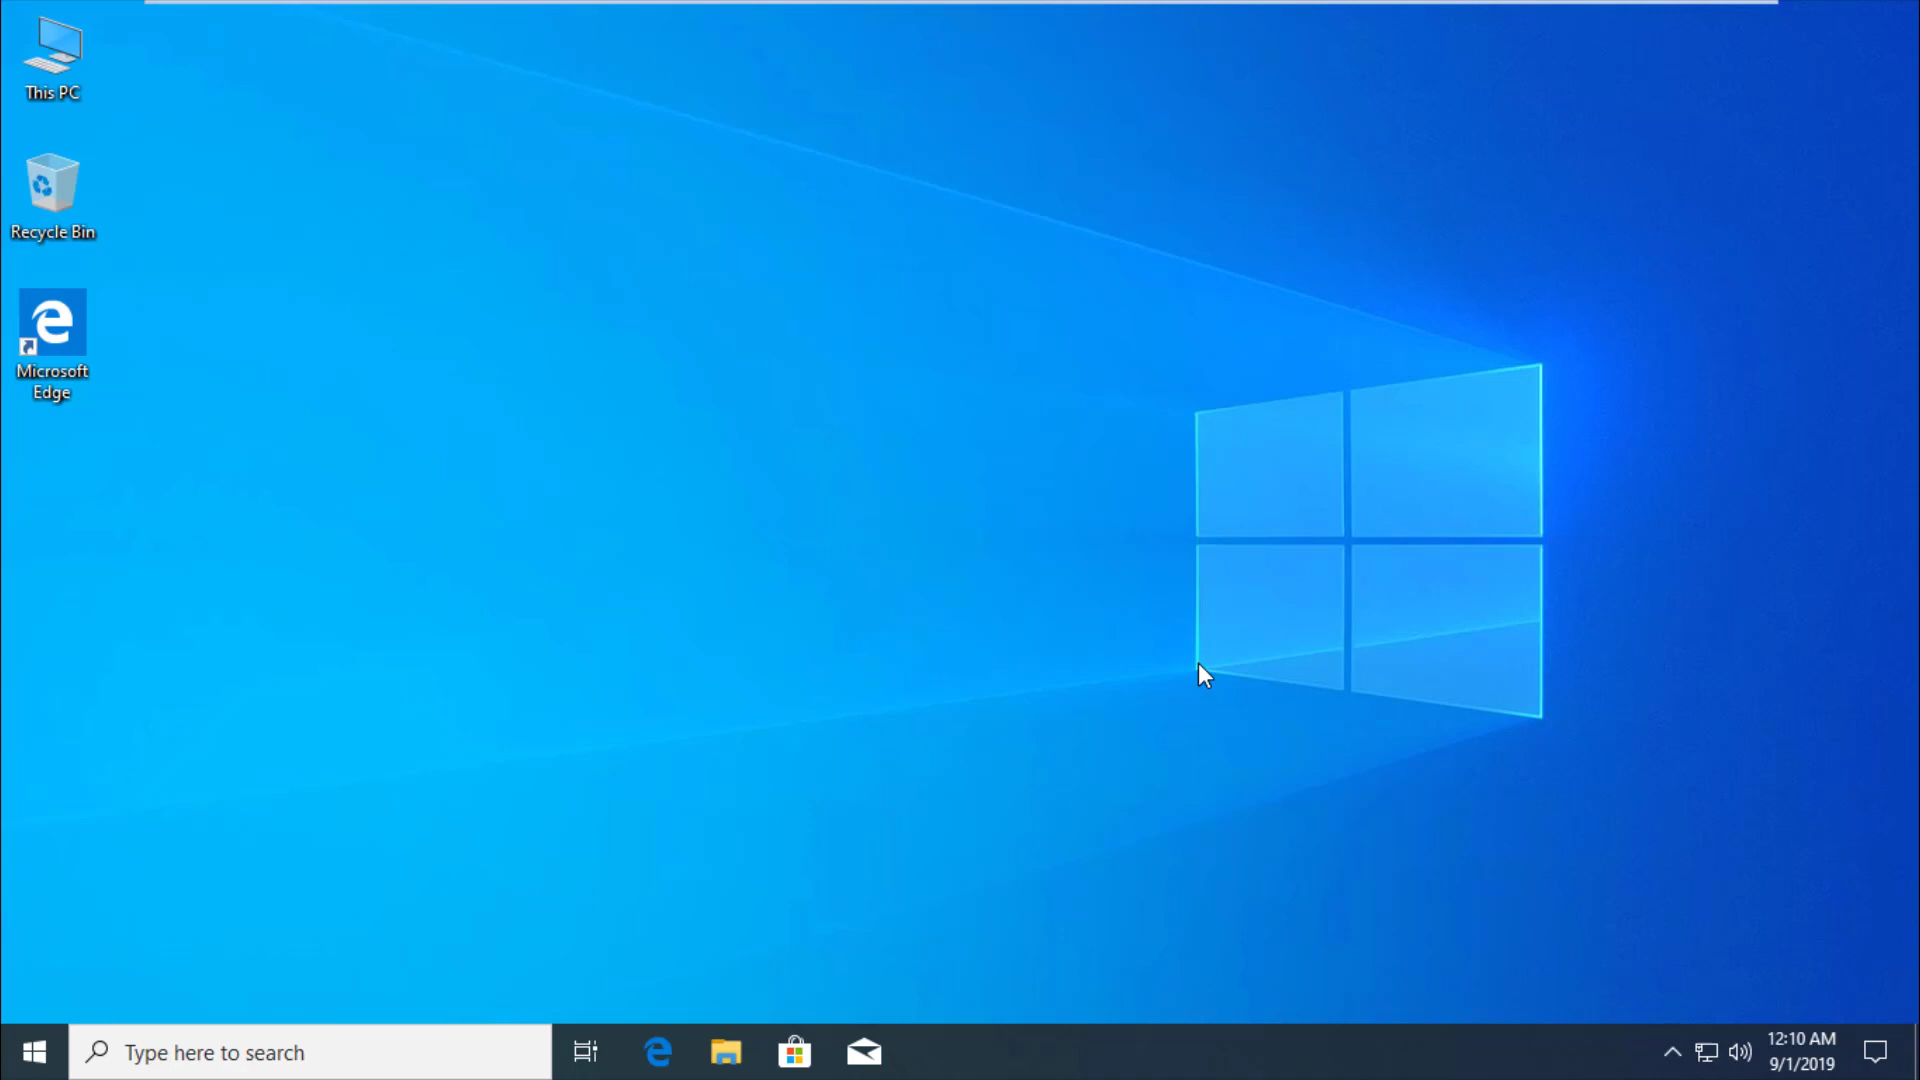 This PC
Recycle Bin
Microsoft
Edge
Type here to search
12:10 AM
9/1/2019